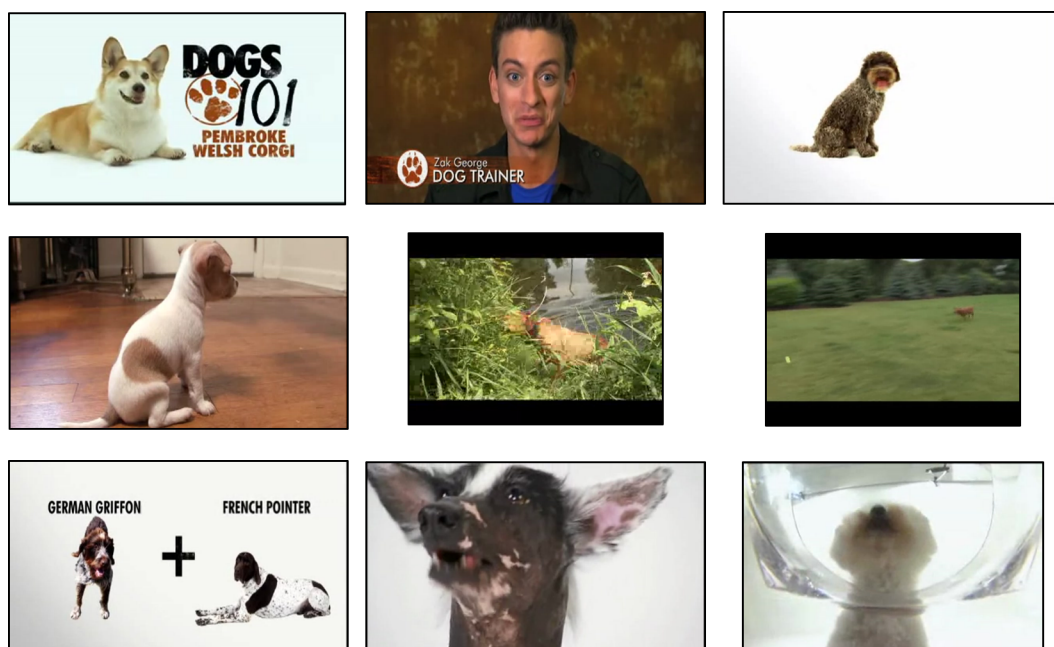 DOGS
101
PEMBROKE
WELSH CORGI
Zak George
DOG TRAINER
GERMAN GRIFFON
FRENCH POINTER
+